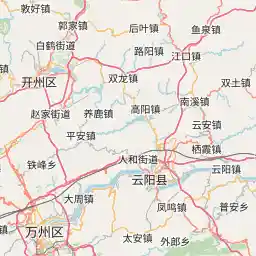 敦好镇
后叶镇
鱼泉镇
郭家镇
白鹤街道
路阳镇
江口镇
开州区
双龙镇
双土镇
赵家街道
养鹿镇
高阳镇
南溪镇
云安镇
平安镇
栖霞镇
铁峰乡
人和街道
云阳镇
云阳县
大周镇
凤鸣镇
普安乡
万州区
太安镇
外郎乡